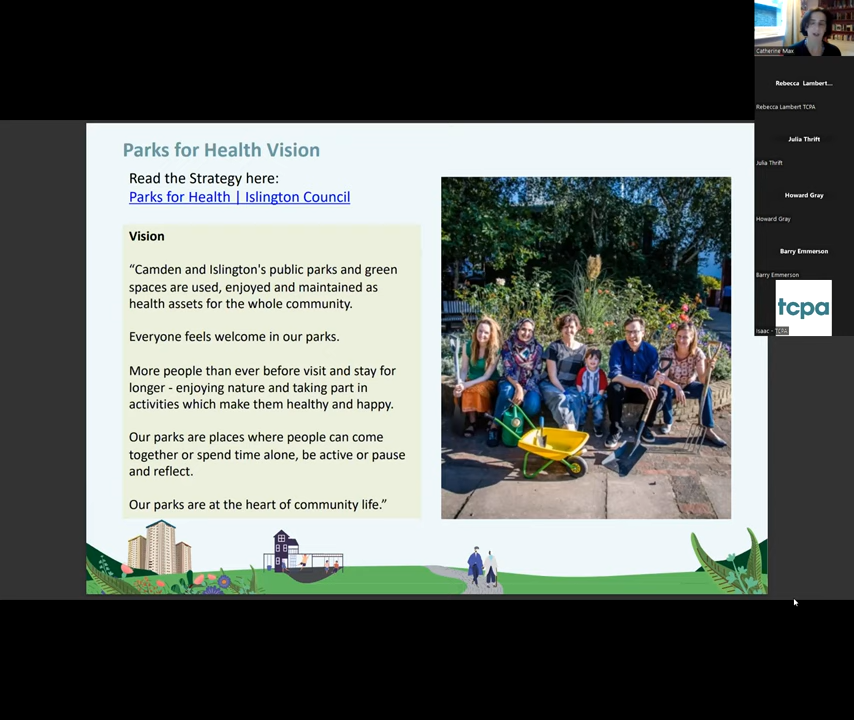 Parks for Health Vision
Read the Strategy here:
Parks for Health | Islington Council
Vision
“Camden and Islington's public parks and green
spaces are used, enjoyed and maintained as
health assets for the whole community.
Everyone feels welcome in our parks.
More people than ever before visit and stay for
longer - enjoying nature and taking part in
activities which make them healthy and happy.
Our parks are places where people can come
together or spend time alone, be active or pause
and reflect.
Our parks are at the heart of community life.”
Catherine Max
Rebecca Lambert...
Rebecca Lambert TCPA
Julia Thrift
Julia Thrift
Howard Gray
Howard Gray
Barry Emmerson
Barry Emmerson
tcpa
Isaac - TCPA